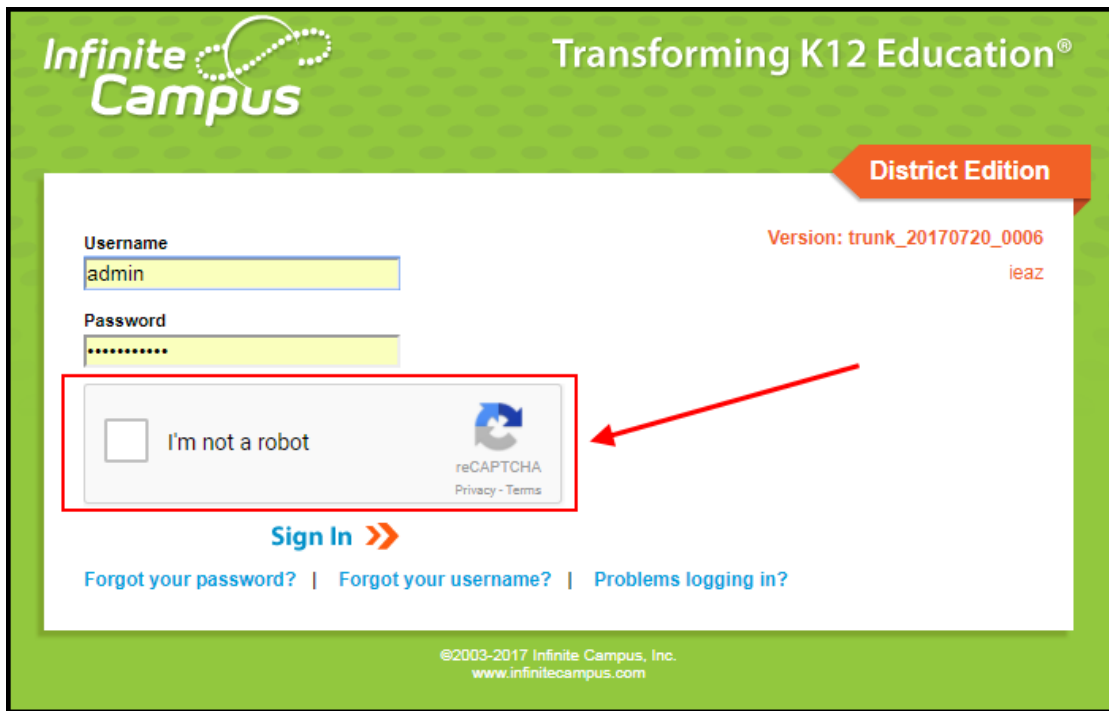 Infinite
Campus
Transforming K12 Education®
District Edition
Version: trunk_20170720_0006
ieaz
Username
admin
Password
•••••••••••
I'm not a robot
reCAPTCHA
Privacy - Terms
Sign In
Forgot your password? | Forgot your username? | Problems logging in?
©2003-2017 Infinite Campus, Inc.
www.infinitecampus.com